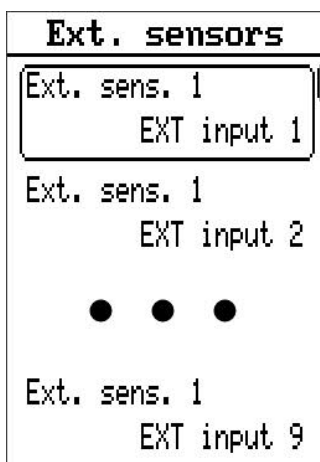 Ext. sensors
Ext. sens. 1
EXT input 1
Ext. sens. 1
EXT input 2
• • •
Ext. sens. 1
EXT input 9